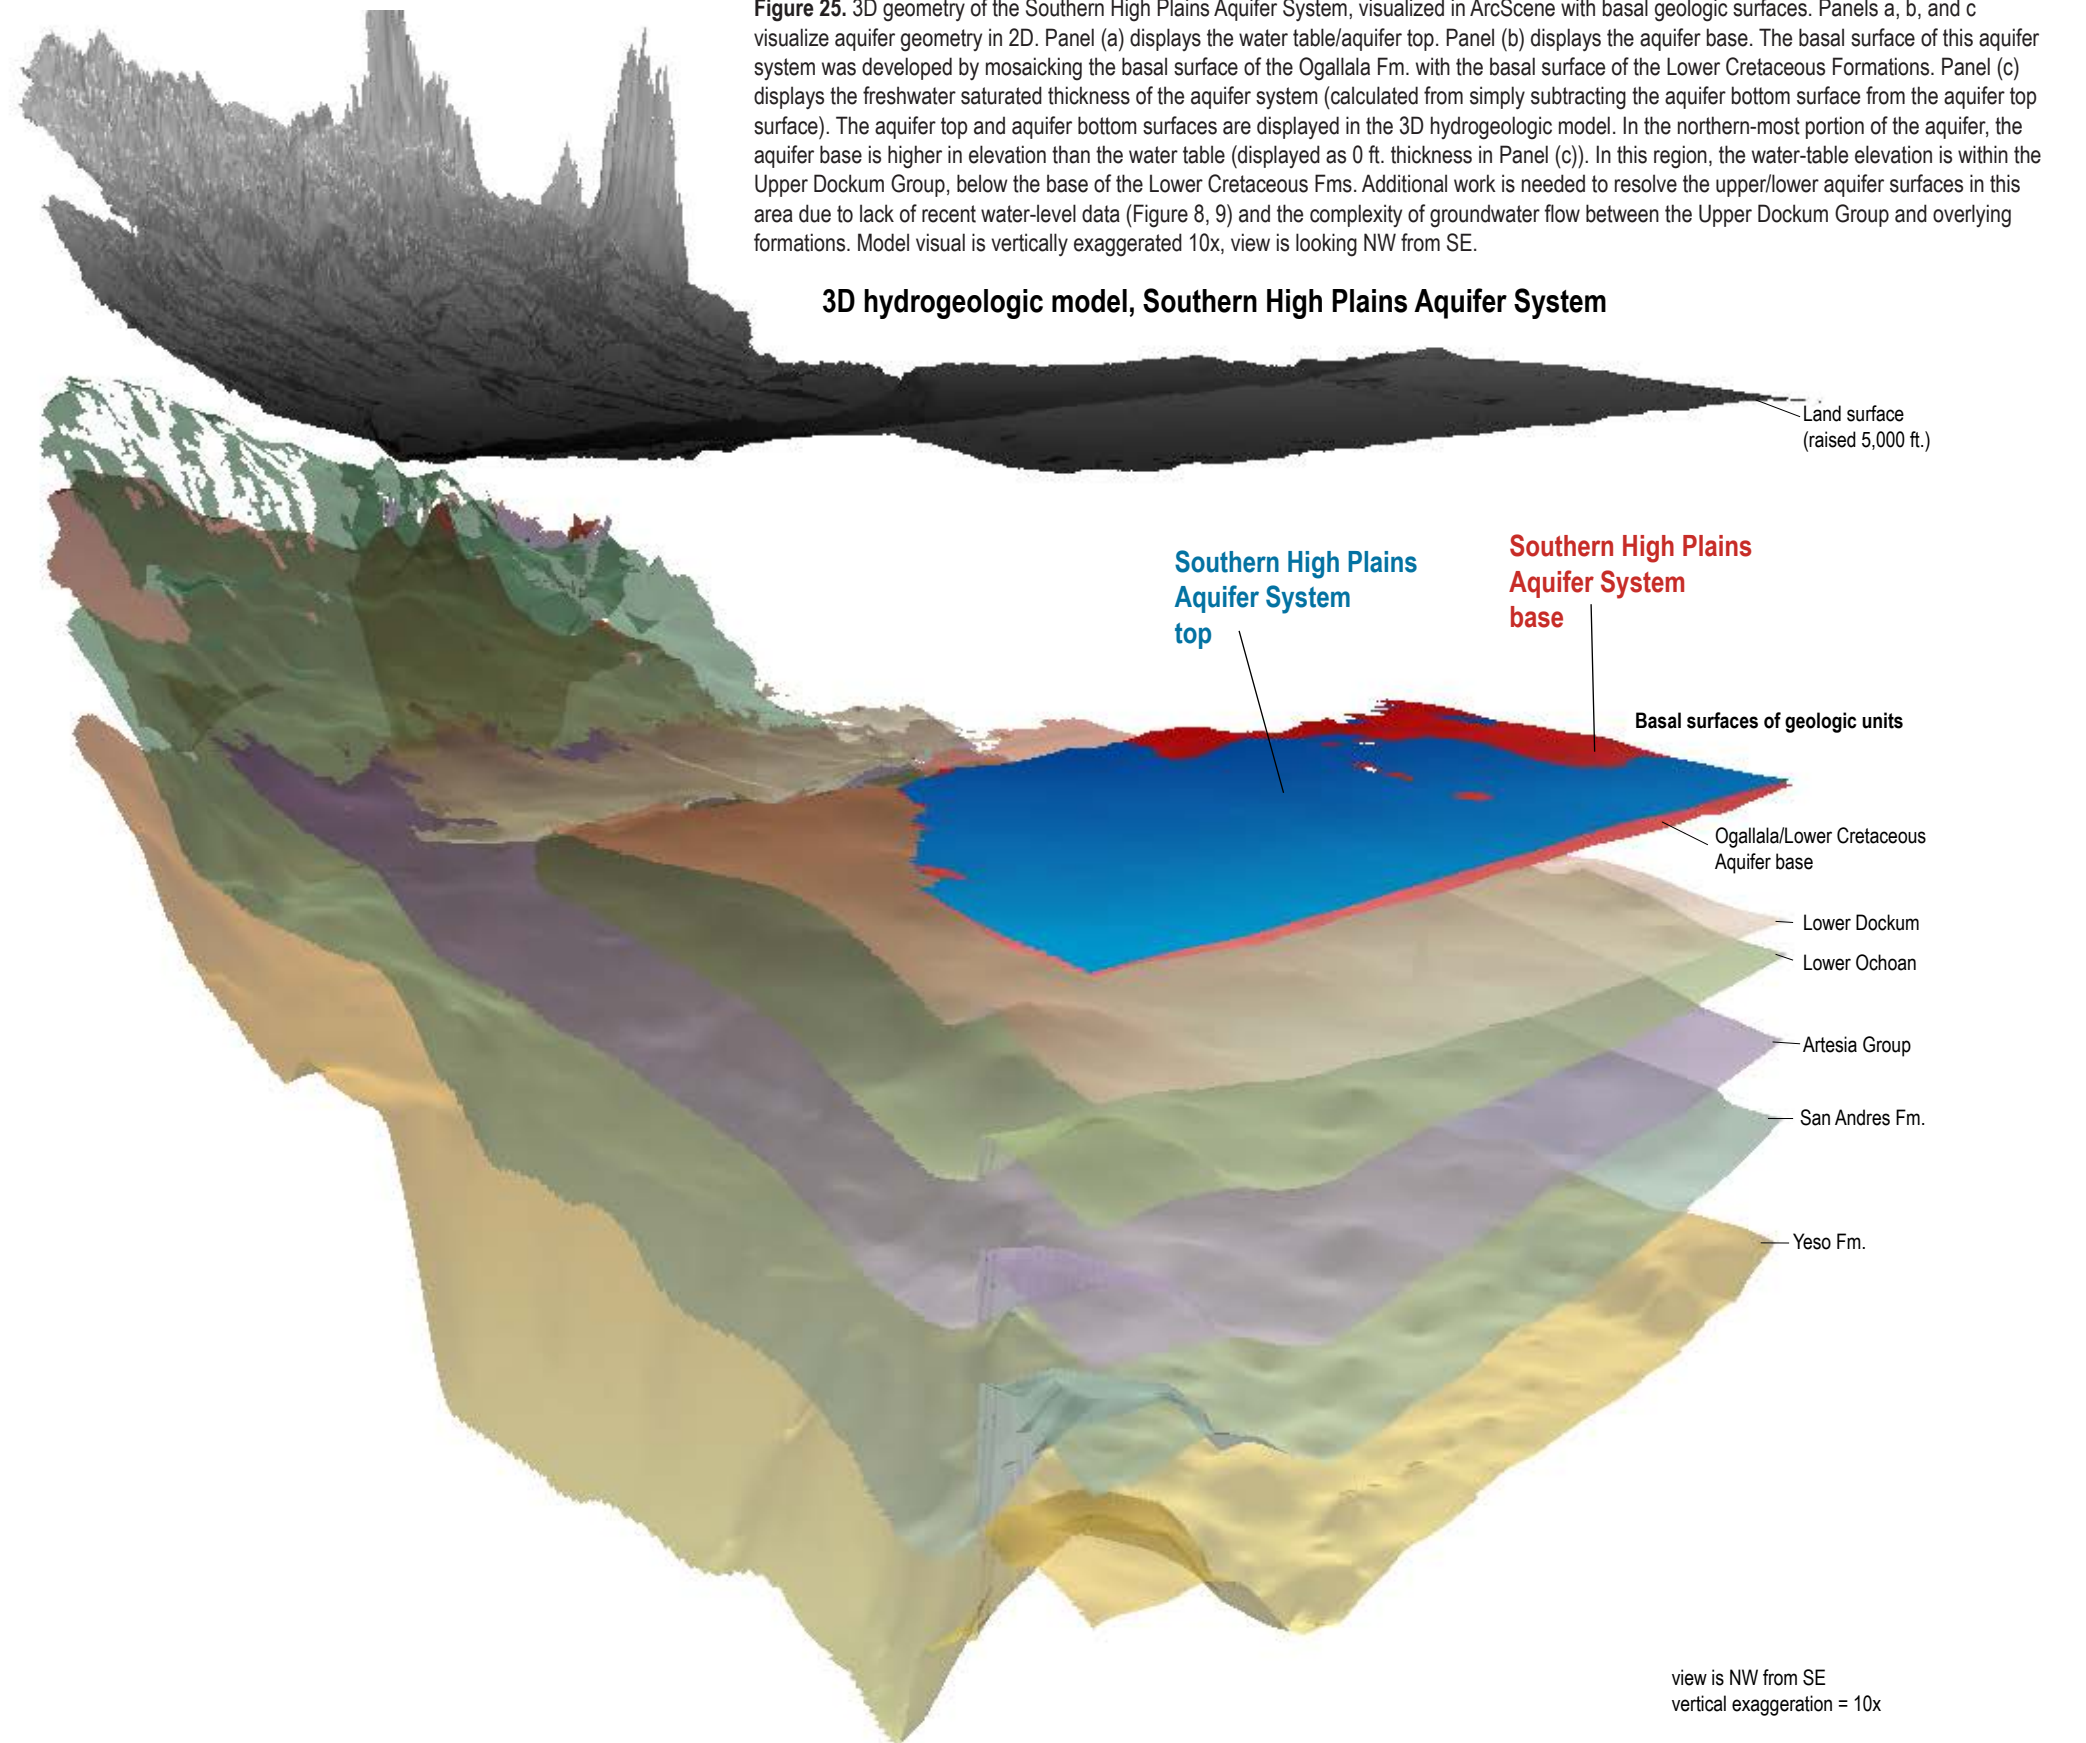 Figure 25. 3D geometry of the Southern High Plains Aquifer System, visualized in ArcScene with basal geologic surfaces. Panels a, b, and c
visualize aquifer geometry in 2D. Panel (a) displays the water table/aquifer top. Panel (b) displays the aquifer base. The basal surface of this aquifer
system was developed by mosaicking the basal surface of the Ogallala Fm. with the basal surface of the Lower Cretaceous Formations. Panel (c)
displays the freshwater saturated thickness of the aquifer system (calculated from simply subtracting the aquifer bottom surface from the aquifer top
surface). The aquifer top and aquifer bottom surfaces are displayed in the 3D hydrogeologic model. In the northern-most portion of the aquifer, the
aquifer base is higher in elevation than the water table (displayed as 0 ft. thickness in Panel (c)). In this region, the water-table elevation is within the
Upper Dockum Group, below the base of the Lower Cretaceous Fms. Additional work is needed to resolve the upper/lower aquifer surfaces in this
area due to lack of recent water-level data (Figure 8, 9) and the complexity of groundwater flow between the Upper Dockum Group and overlying
formations. Model visual is vertically exaggerated 10x, view is looking NW from SE.
3D hydrogeologic model, Southern High Plains Aquifer System
Land surface
(raised 5,000 ft.)
Southern High Plains
Aquifer System
top
Southern High Plains
Aquifer System
base
Basal surfaces of geologic units
Ogallala/Lower Cretaceous
Aquifer base
Lower Dockum
Lower Ochoan
Artesia Group
San Andres Fm.
Yeso Fm.
view is NW from SE
vertical exaggeration = 10x